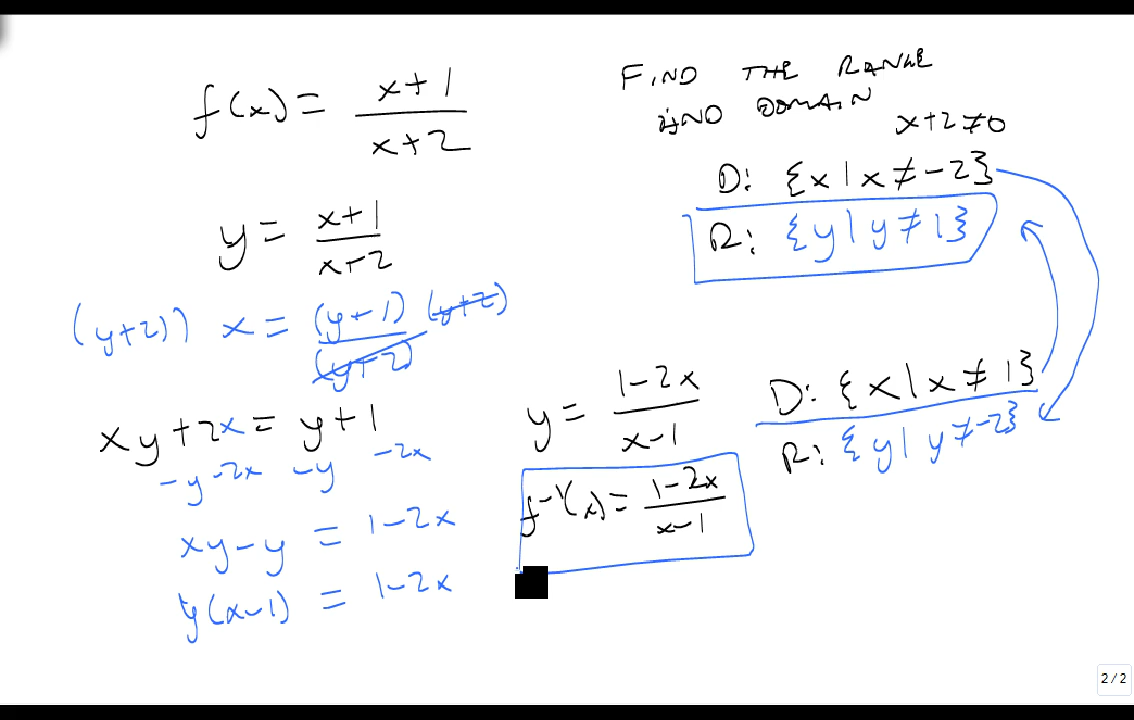 f(x) = x+1 / x+2
y = x+1 / x+2
(y+2)) x = (y+1) (y+2) / (y+2)
xy+2x = y+1
-y -2x -y -2x
xy-y = 1-2x
y(x-1) = 1-2x
FIND THE RANGE
AND DOMAIN
x+2≠0
D: {x|x≠-2}
R: {y|y≠1}
y = 1-2x / x-1
f⁻¹(x) = 1-2x / x-1
D: {x|x≠1}
R: {y|y≠-2}
2/2